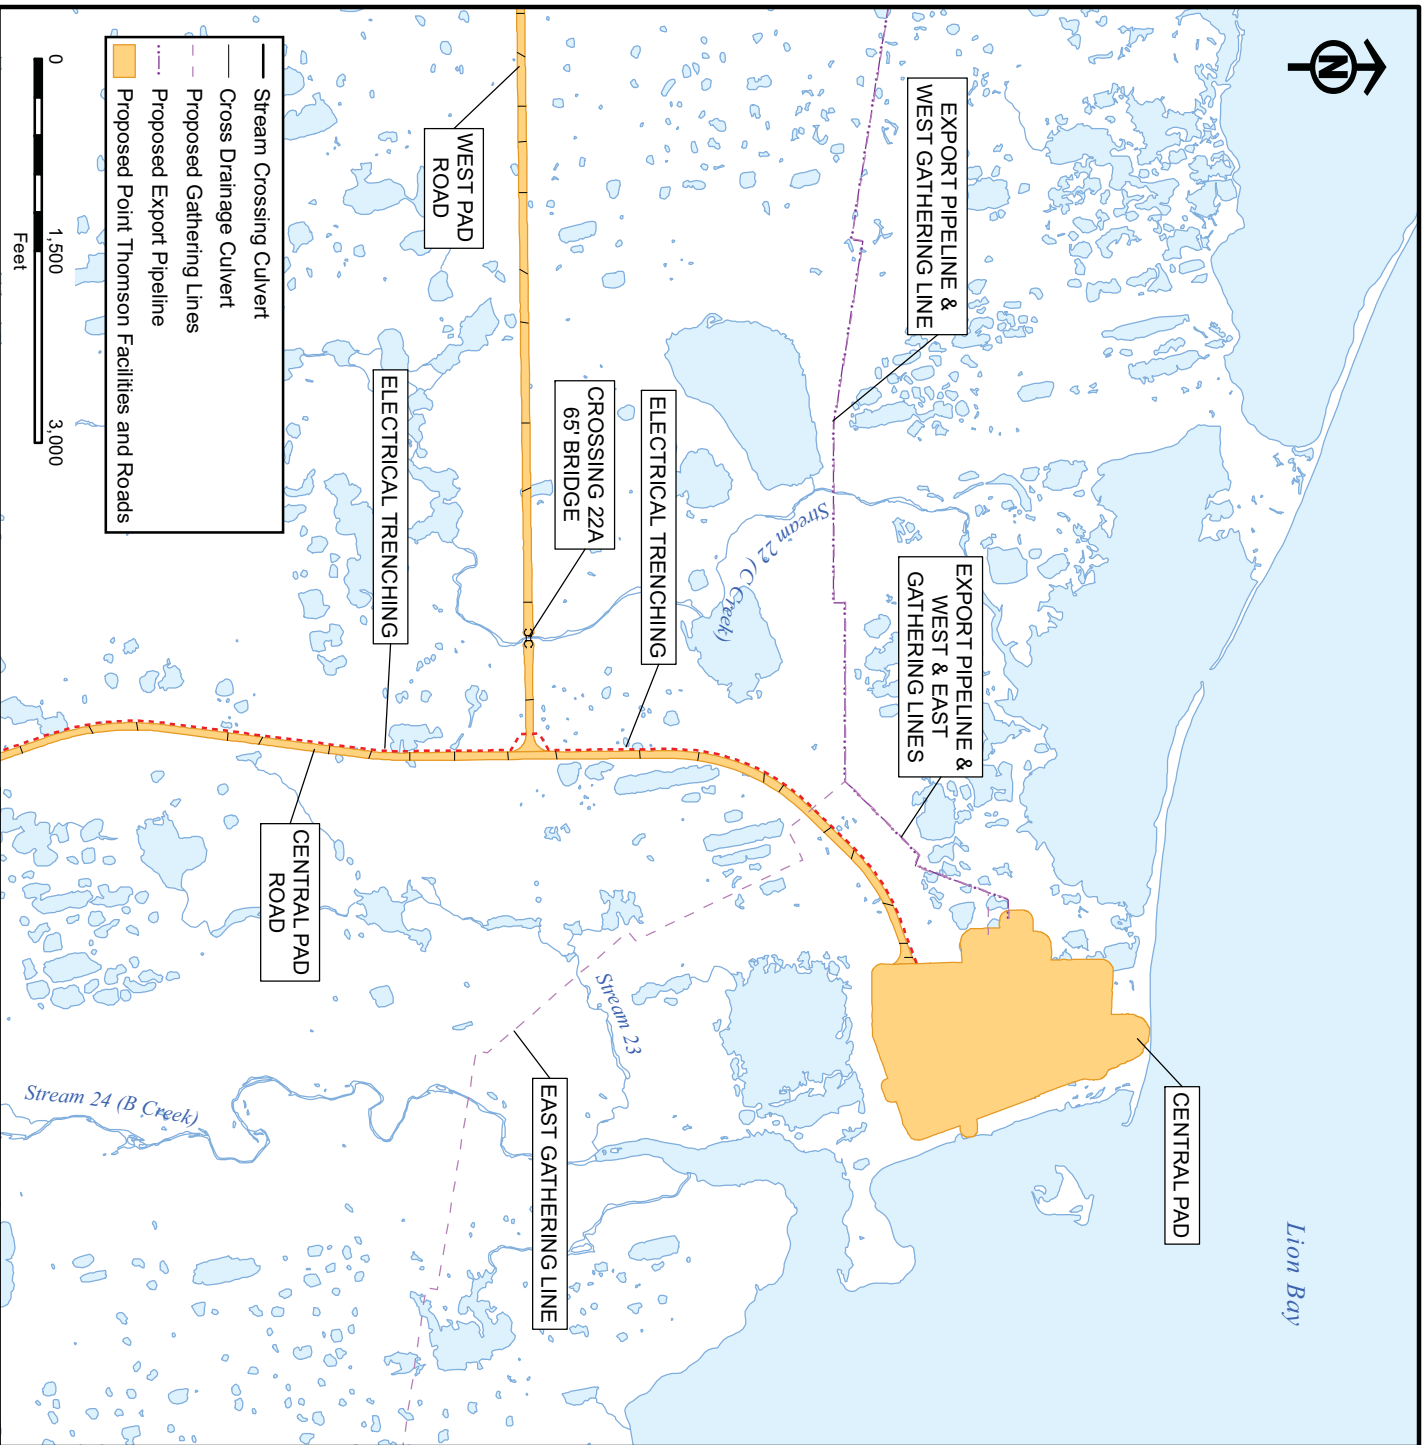 N
Lion Bay
CENTRAL PAD
EXPORT PIPELINE &
WEST GATHERING LINE
EXPORT PIPELINE &
WEST & EAST
GATHERING LINES
Stream 22 (C Creek)
ELECTRICAL TRENCHING
CROSSING 22A
65' BRIDGE
WEST PAD
ROAD
ELECTRICAL TRENCHING
Stream 23
EAST GATHERING LINE
CENTRAL PAD
ROAD
Stream 24 (B Creek)
Stream Crossing Culvert
Cross Drainage Culvert
Proposed Gathering Lines
Proposed Export Pipeline
Proposed Point Thomson Facilities and Roads
0 1,500 3,000
Feet